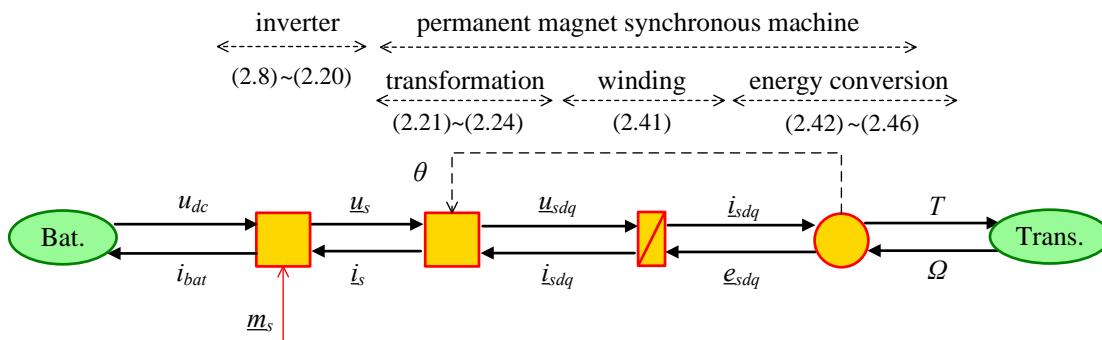 inverter permanent magnet synchronous machine
(2.8)~(2.20) transformation winding energy conversion
(2.21)~(2.24) (2.41) (2.42)~(2.46)
θ
u_dc u_s u_sdq i_sdq T
Bat. Trans.
i_bat i_s i_sdq e_sdq Ω
m_s